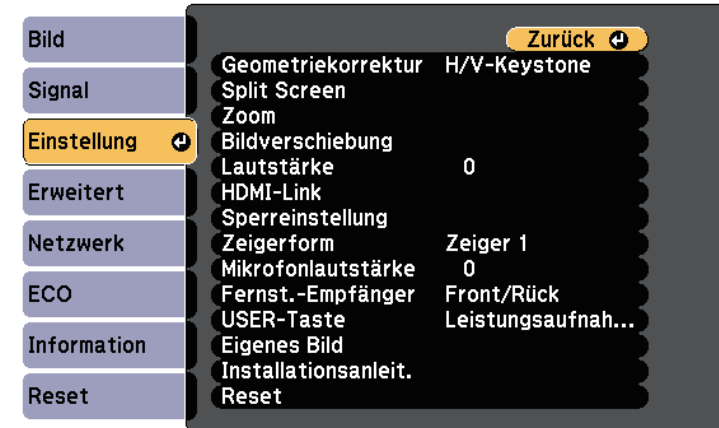 Bild
Signal
Einstellung
Erweitert
Netzwerk
ECO
Information
Reset
Zurück
Geometriekorrektur H/V-Keystone
Split Screen
Zoom
Bildverschiebung
Lautstärke 0
HDMI-Link
Sperreinstellung
Zeigerform Zeiger 1
Mikrofonlautstärke 0
Fernst.-Empfänger Front/Rück
USER-Taste Leistungsaufnah...
Eigenes Bild
Installationsanleit.
Reset